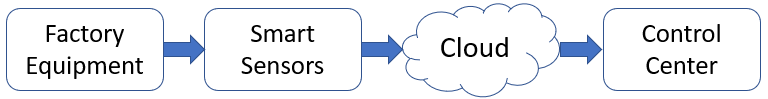 Factory
Equipment
Smart
Sensors
Cloud
Control
Center